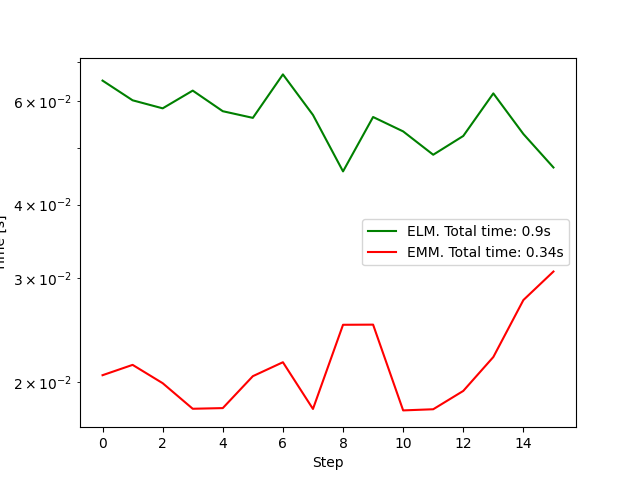 6 × 10⁻²
4 × 10⁻²
3 × 10⁻²
2 × 10⁻²
ELM. Total time: 0.9s
EMM. Total time: 0.34s
0 2 4 6 8 10 12 14
Step